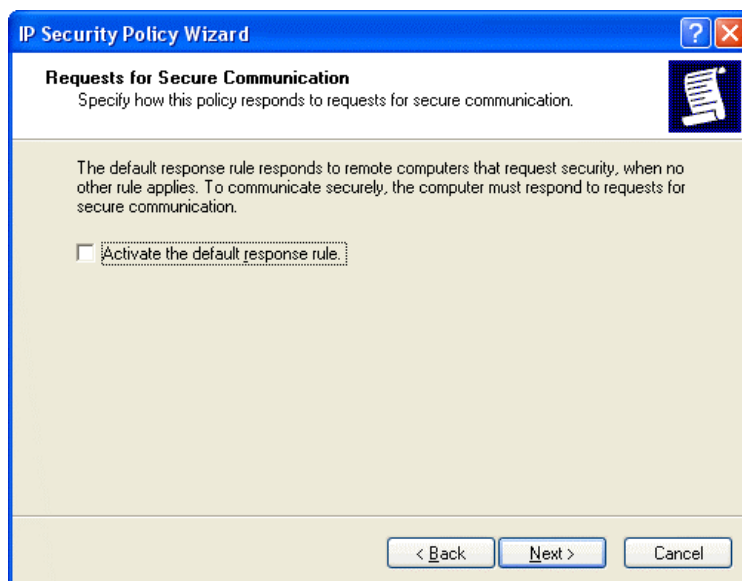 IP Security Policy Wizard
Requests for Secure Communication
Specify how this policy responds to requests for secure communication.
The default response rule responds to remote computers that request security, when no
other rule applies. To communicate securely, the computer must respond to requests for
secure communication.
Activate the default response rule.
< Back
Next >
Cancel